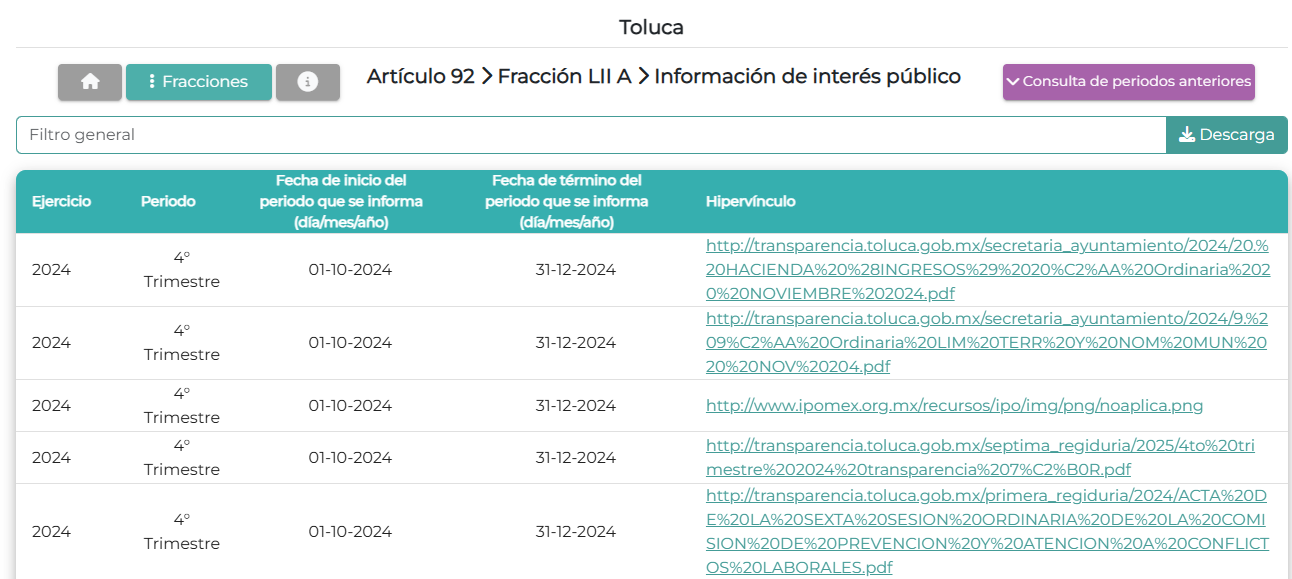 Toluca
Fracciones
Artículo 92 > Fracción LII A > Información de interés público
Consulta de periodos anteriores
Filtro general
Descarga
Ejercicio
Periodo
Fecha de inicio del
periodo que se informa
(día/mes/año)
Fecha de término del
periodo que se informa
(día/mes/año)
Hipervínculo
2024
4°
Trimestre
01-10-2024
31-12-2024
http://transparencia.toluca.gob.mx/secretaria_ayuntamiento/2024/20.%
20HACIENDA%20%28INGRESOS%29%2020%C2%AA%20Ordinaria%202
0%20NOVIEMBRE%202024.pdf
2024
4°
Trimestre
01-10-2024
31-12-2024
http://transparencia.toluca.gob.mx/secretaria_ayuntamiento/2024/9.%2
09%C2%AA%20Ordinaria%20LIM%20TERR%20Y%20NOM%20MUN%20
20%20NOV%20204.pdf
2024
4°
Trimestre
01-10-2024
31-12-2024
http://www.ipomex.org.mx/recursos/ipo/img/png/noaplica.png
2024
4°
Trimestre
01-10-2024
31-12-2024
http://transparencia.toluca.gob.mx/septima_regiduria/2025/4to%20tri
mestre%202024%20transparencia%207%C2%B0R.pdf
2024
4°
Trimestre
01-10-2024
31-12-2024
http://transparencia.toluca.gob.mx/primera_regiduria/2024/ACTA%20D
E%20LA%20SEXTA%20SESION%20ORDINARIA%20DE%20LA%20COMI
SION%20DE%20PREVENCION%20Y%20ATENCION%20A%20CONFLICT
OS%20LABORALES.pdf